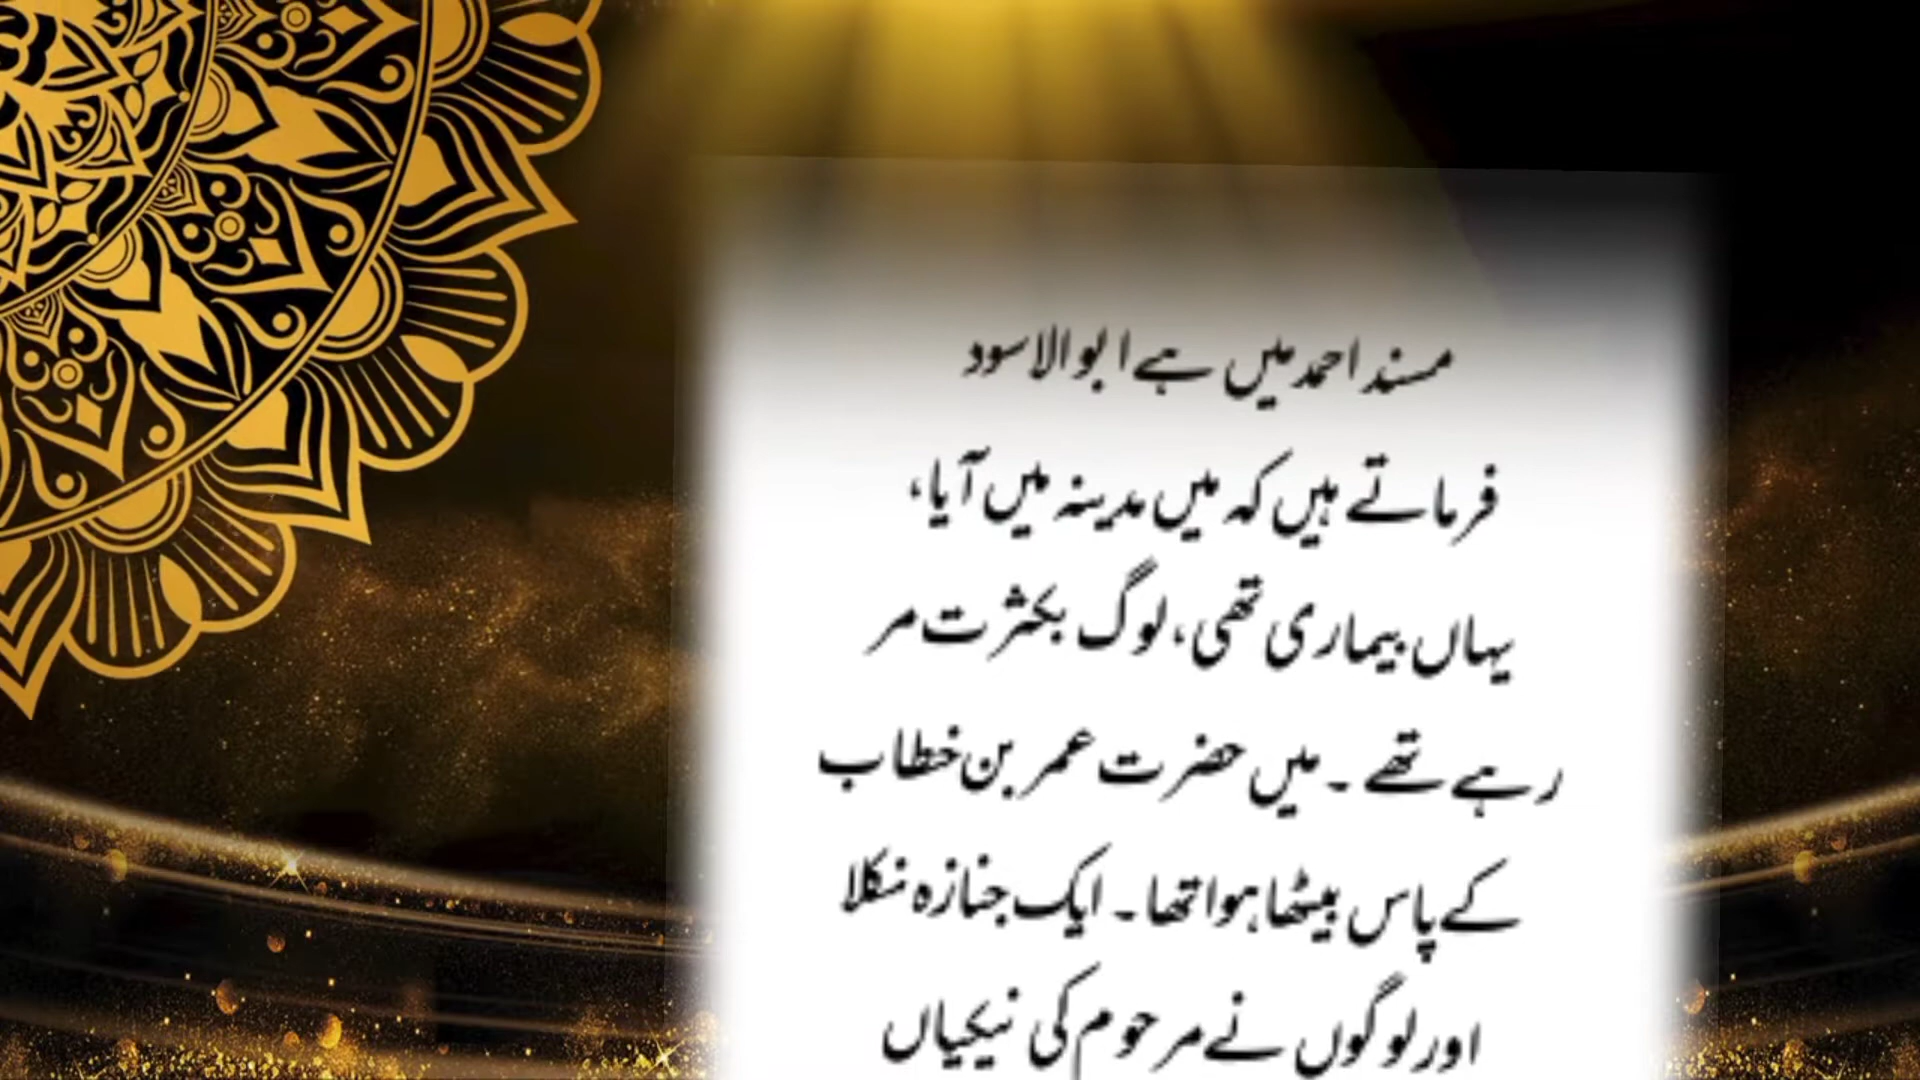 مسند احمد میں ہے ابوالاسود
فرماتے ہیں کہ میں مدینہ میں آیا،
یہاں بیماری تھی، لوگ بکثرت مر
رہے تھے ۔ میں حضرت عمر بن خطاب
کے پاس بیٹھا ہوا تھا۔ ایک جنازہ نکلا
اور لوگوں نے مرحوم کی نیکیاں